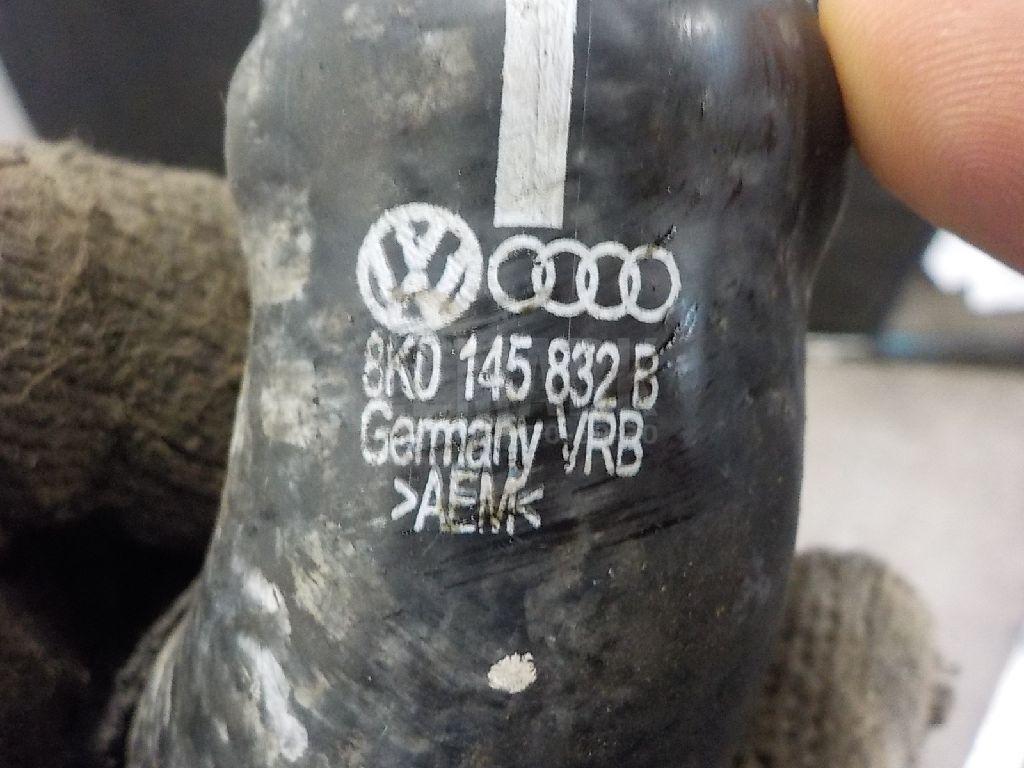 8K0 145 832 B
Germany VRB
>AEM<